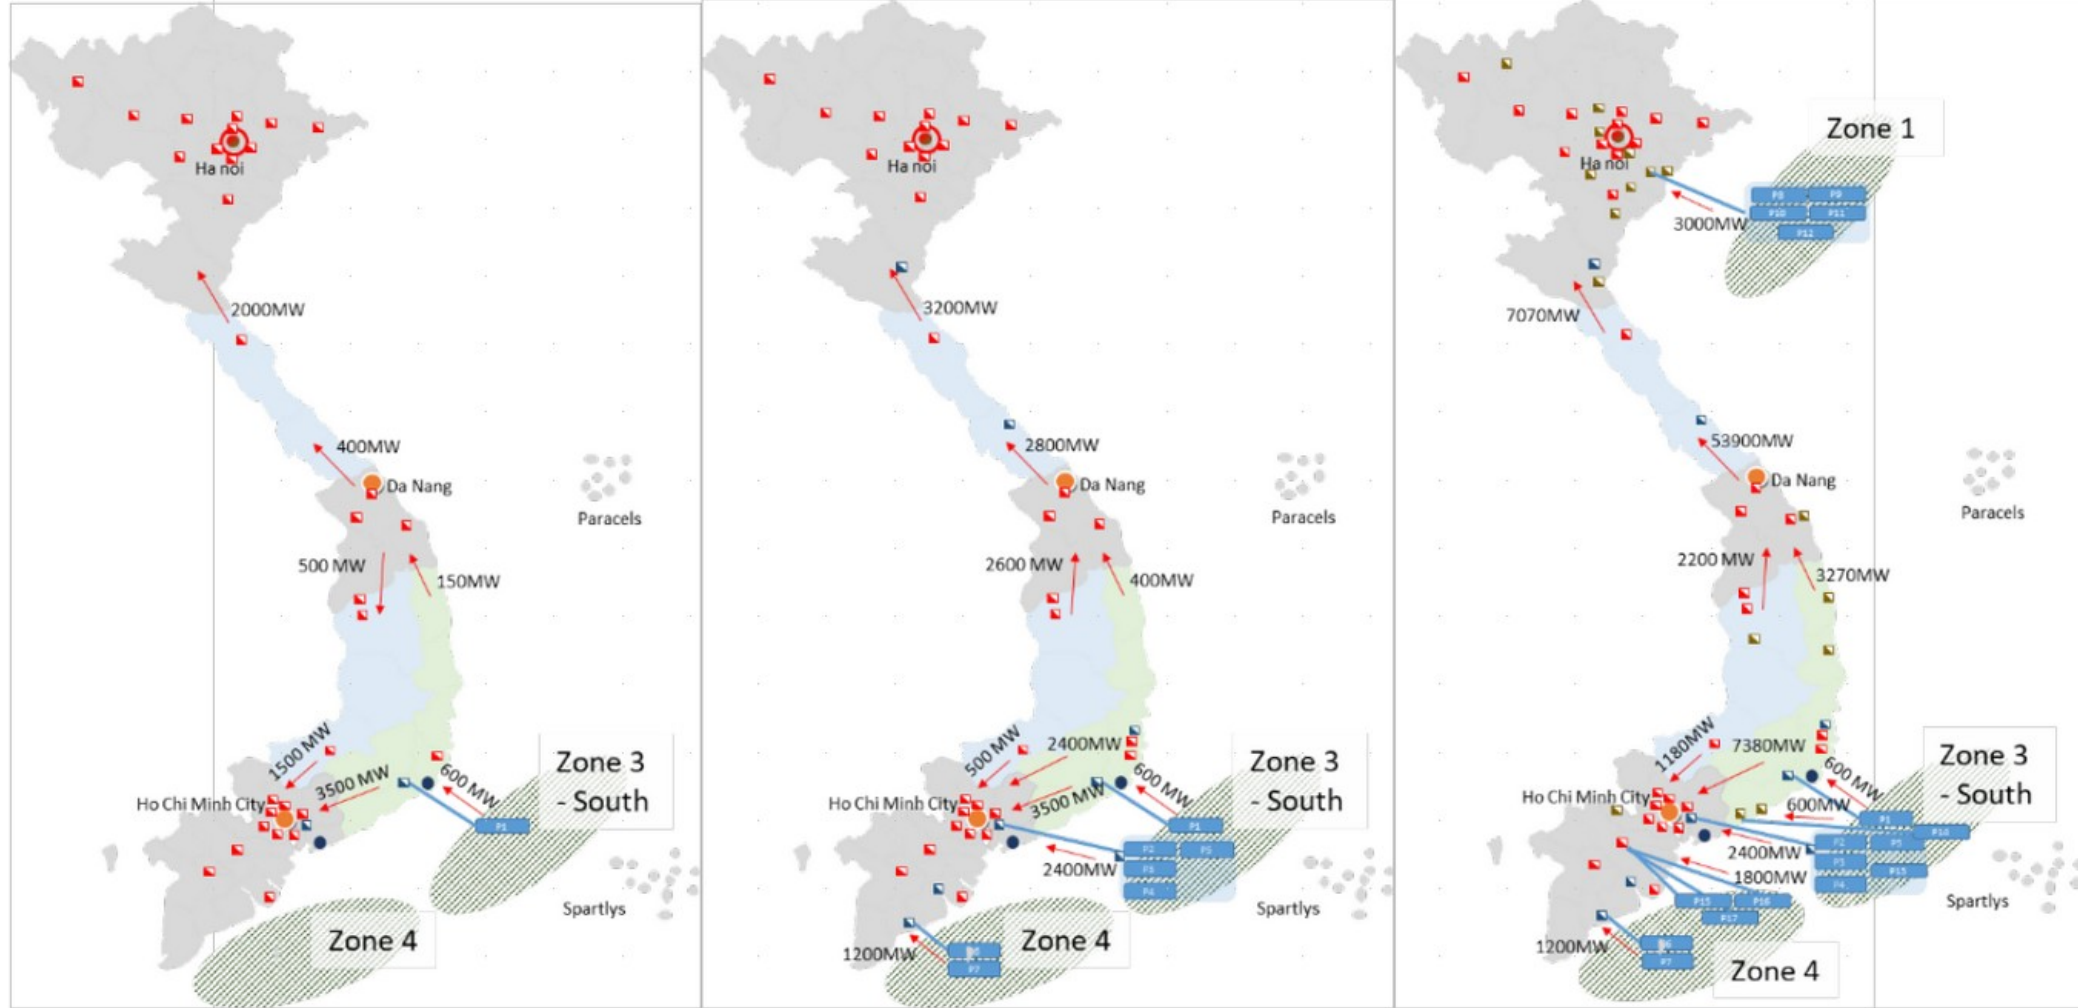 Ha noi
2000MW
400MW
Da Nang
Paracels
500 MW
150MW
1500 MW
3500 MW
600 MW
Zone 3
- South
Ho Chi Minh City
P1
Spartlys
Zone 4
Ha noi
3200MW
2800MW
Da Nang
Paracels
2600 MW
400MW
500 MW
2400MW
3500 MW
600 MW
Zone 3
- South
Ho Chi Minh City
P1
P2
P5
2400MW
P4
Spartlys
1200MW
P7
Zone 4
Zone 1
Ha noi
P8
P9
P10
P11
P12
3000MW
7070MW
53900MW
Da Nang
Paracels
2200 MW
3270MW
1180MW
7380MW
600 MW
Zone 3
- South
Ho Chi Minh City
600MW
P1
P2
2400MW
P3
P13
1800MW
P4
P15
P16
P17
Spartlys
1200MW
P7
Zone 4